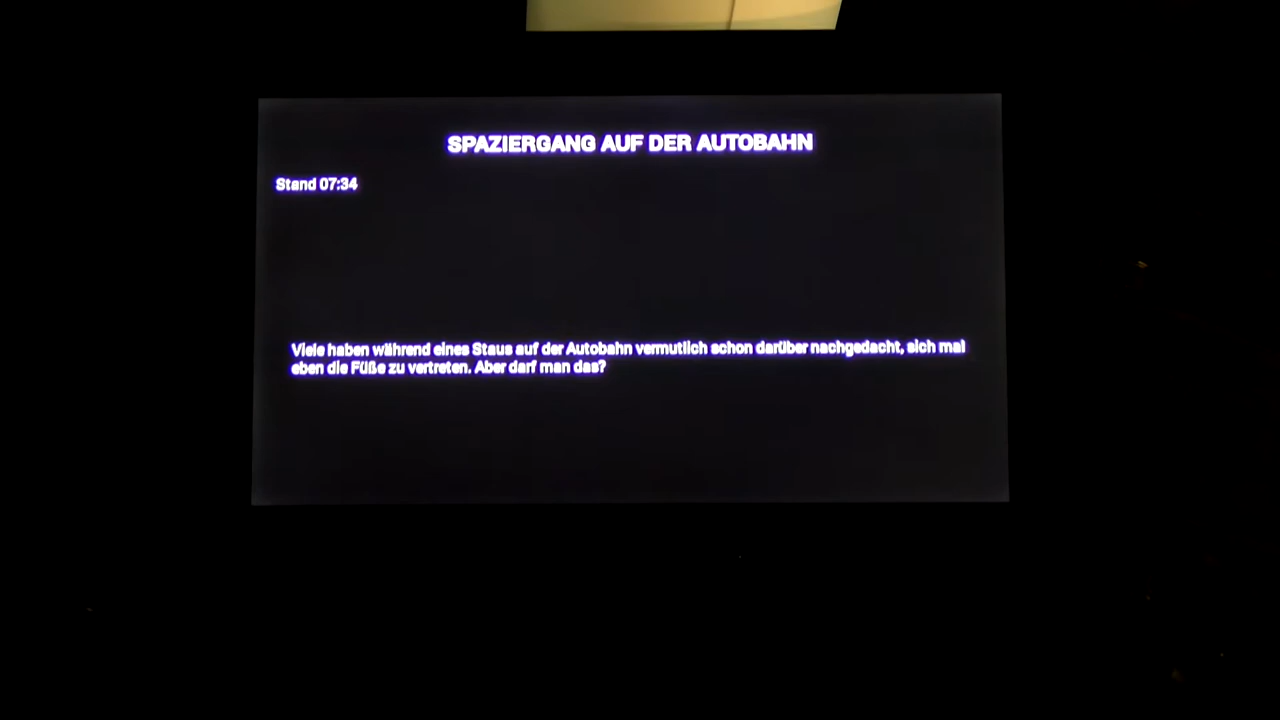 SPAZIERGANG AUF DER AUTOBAHN
Stand 07:34
Viele haben während eines Staus auf der Autobahn vermutlich schon darüber nachgedacht, sich mal
eben die Füße zu vertreten. Aber darf man das?